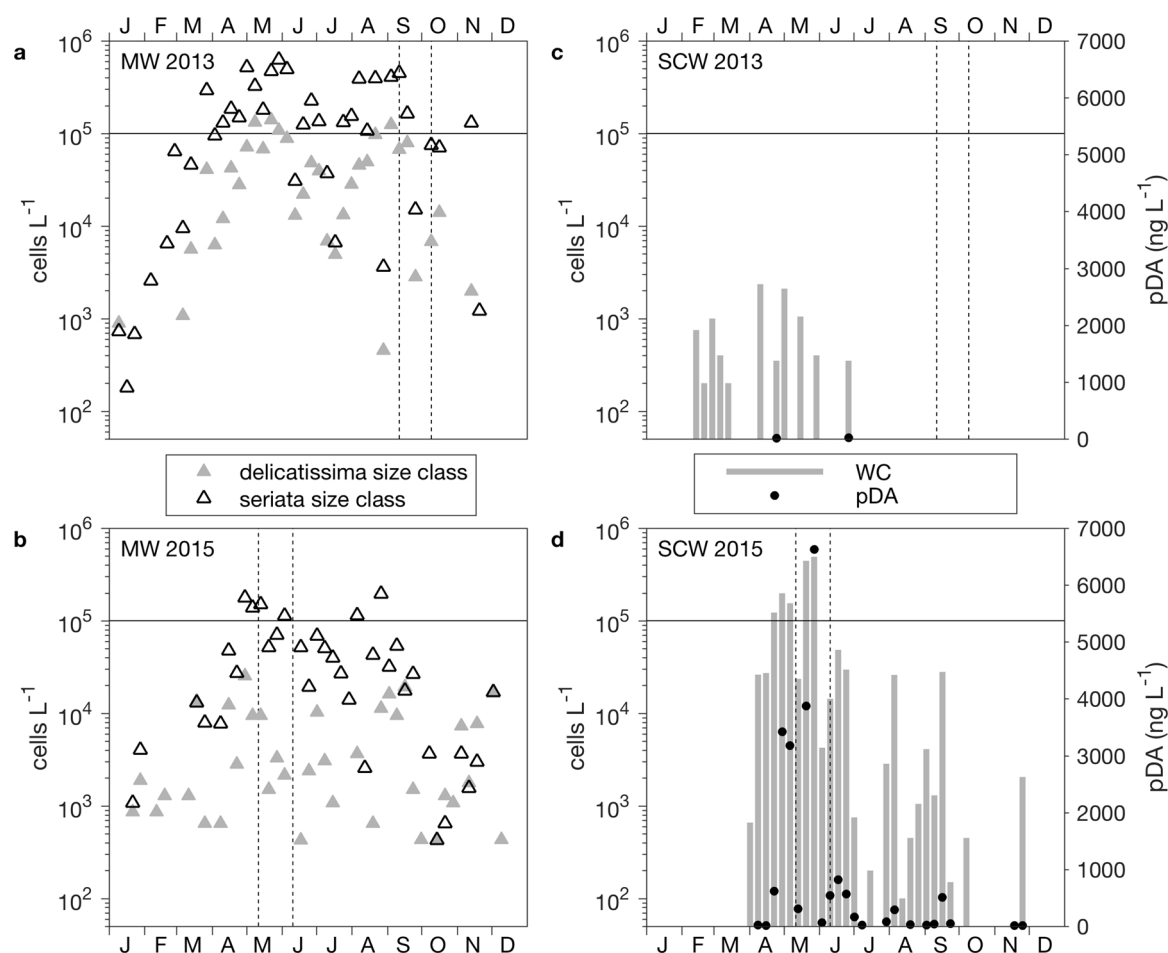 J F M A M J J A S O N D
J F M A M J J A S O N D
a
MW 2013
10^6
10^5
10^4
10^3
10^2
cells L^-1
c
SCW 2013
10^6
10^5
10^4
10^3
10^2
cells L^-1
7000
6000
5000
4000
3000
2000
1000
0
pDA (ng L^-1)
delicatissima size class
seriata size class
WC
pDA
b
MW 2015
10^6
10^5
10^4
10^3
10^2
cells L^-1
d
SCW 2015
10^6
10^5
10^4
10^3
10^2
cells L^-1
7000
6000
5000
4000
3000
2000
1000
0
pDA (ng L^-1)
J F M A M J J A S O N D
J F M A M J J A S O N D